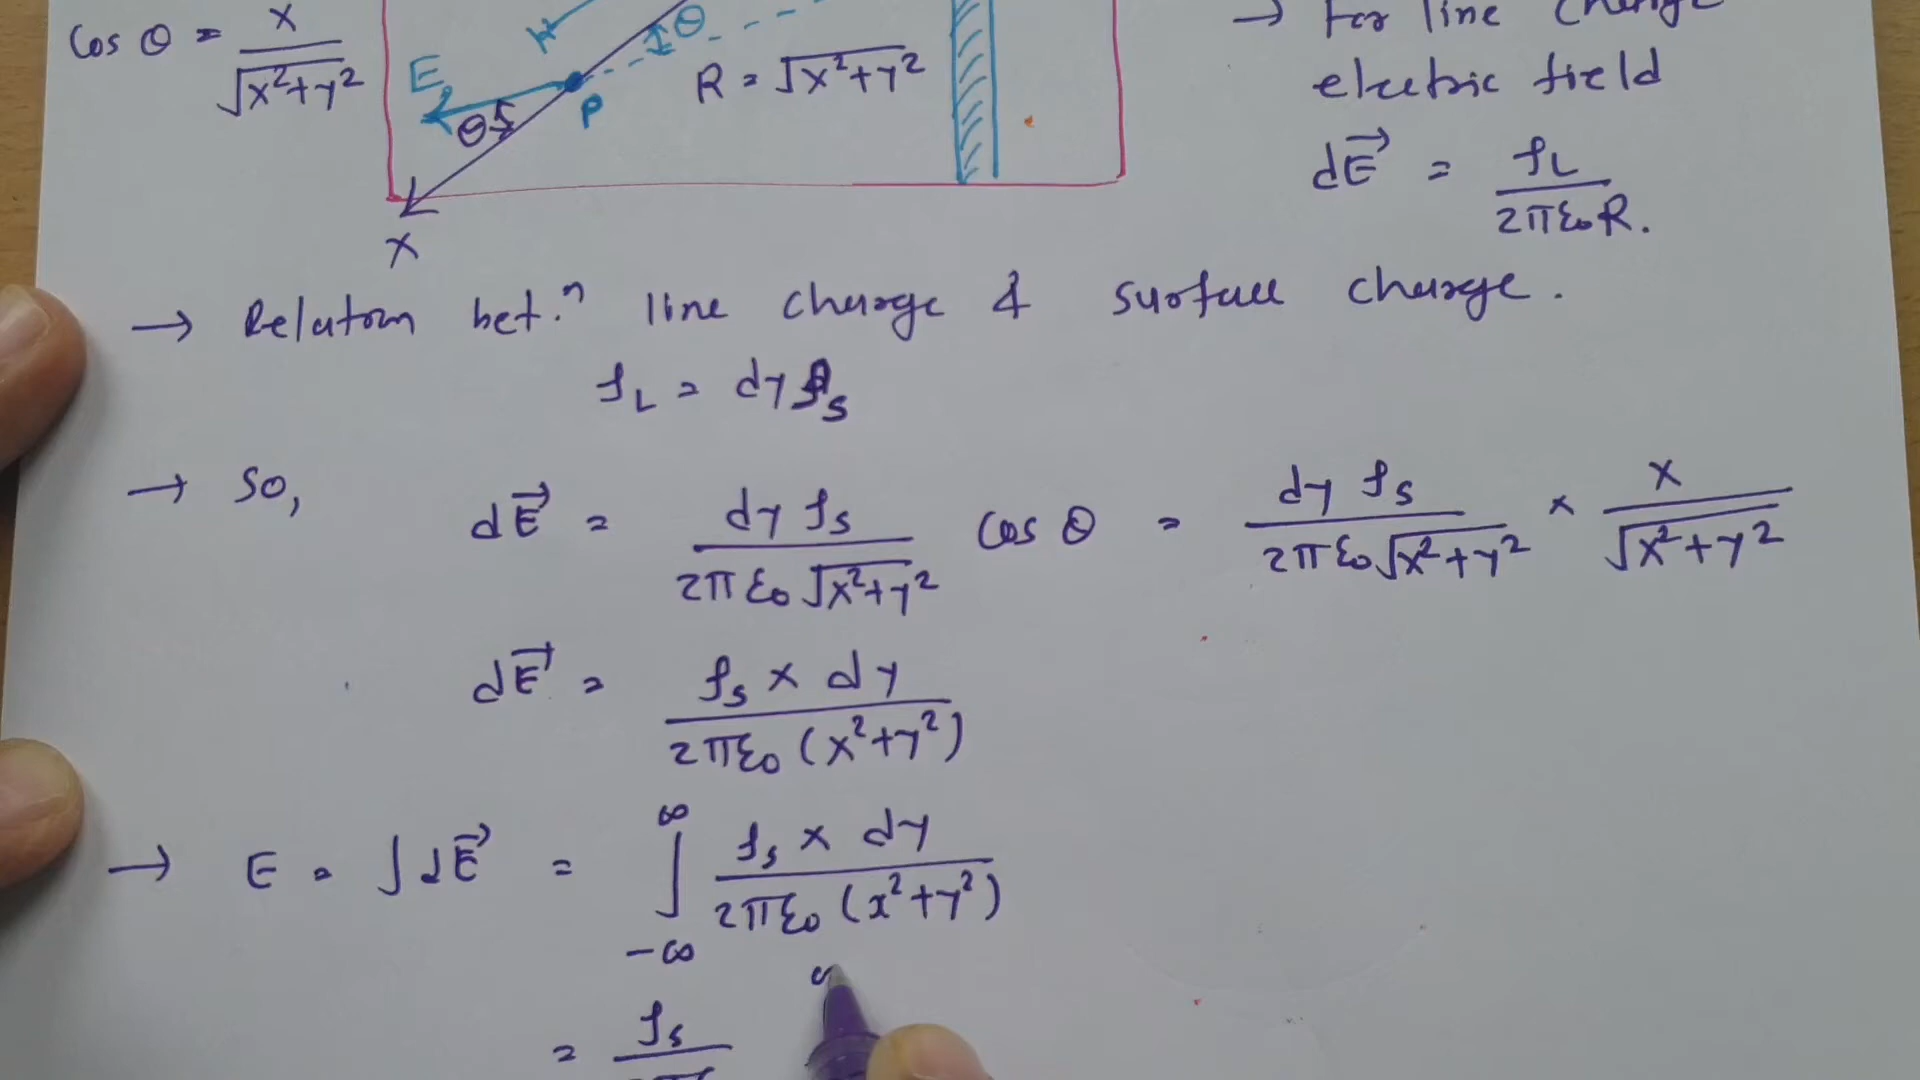 cos θ = x / √x²+y²
E
θ
P
θ
R = √x²+y²
X
→ For line charge
electric field
dE⃗ = ρL / 2πε₀R.
→ Relation bet.ⁿ line charge & surface charge.
ρL = dy ρs
→ So, dE⃗ = dy ρs / 2πε₀√x²+y² cos θ = dy ρs / 2πε₀√x²+y² × x / √x²+y²
dE⃗ = ρs x dy / 2πε₀ (x²+y²)
→ E = ∫dE⃗ = ∫ -∞ ∞ ρs x dy / 2πε₀ (x²+y²)
= ρs